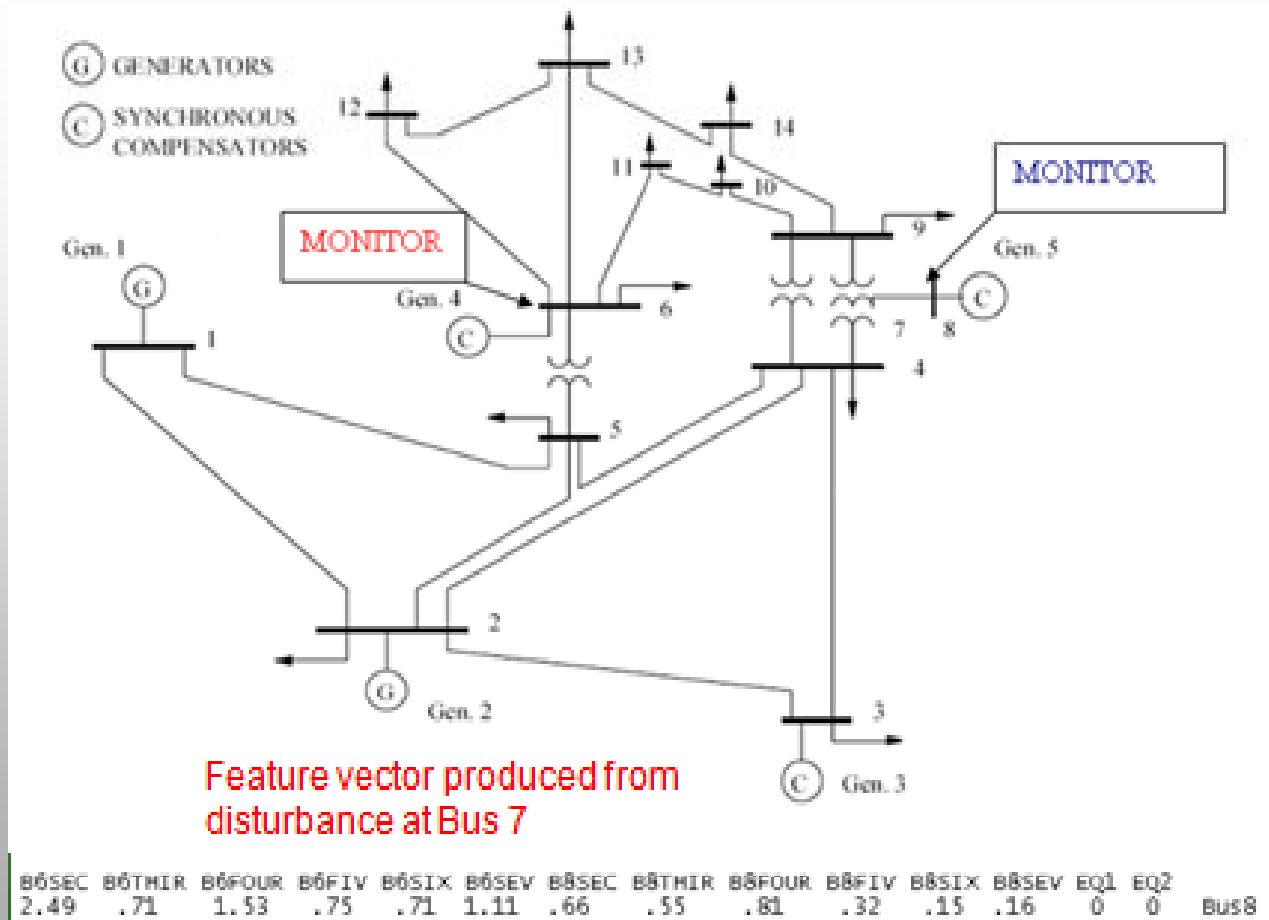 G GENERATORS
C SYNCHRONOUS
COMPENSATORS
13
12
14
11
10
MONITOR
MONITOR
9
Gen. 1
G
Gen. 5
C
Gen. 4
6
C
7
8
1
4
5
2
G
Gen. 2
3
C
Gen. 3
Feature vector produced from
disturbance at Bus 7
B6SEC B6THIR B6FOUR B6FIV B6SIX B6SEV B8SEC B8THIR B8FOUR B8FIV B8SIX B8SEV EQ1 EQ2
2.49 .71 1.53 .75 .71 1.11 .66 .55 .81 .32 .15 .16 0 0 Bus8